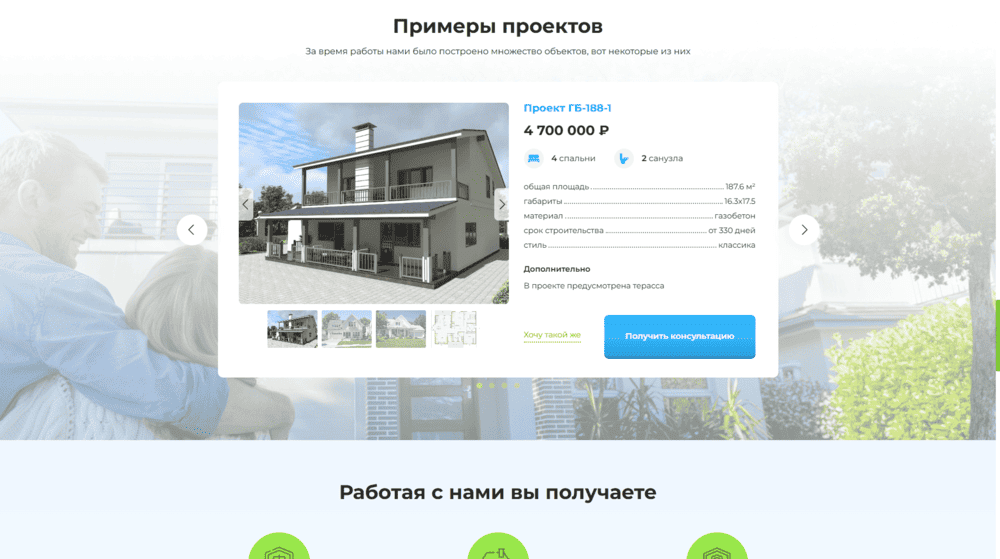 Примеры проектов
За время работы нами было построено множество объектов, вот некоторые из них
Проект ГБ-188-1
4 700 000 ₽
4 спальни 2 санузла
общая площадь 187.6 м²
габариты 16.3х17.5
материал газобетон
срок строительства от 330 дней
стиль классика
Дополнительно
В проекте предусмотрена терасса
Хочу такой же
Получить консультацию
Работая с нами вы получаете